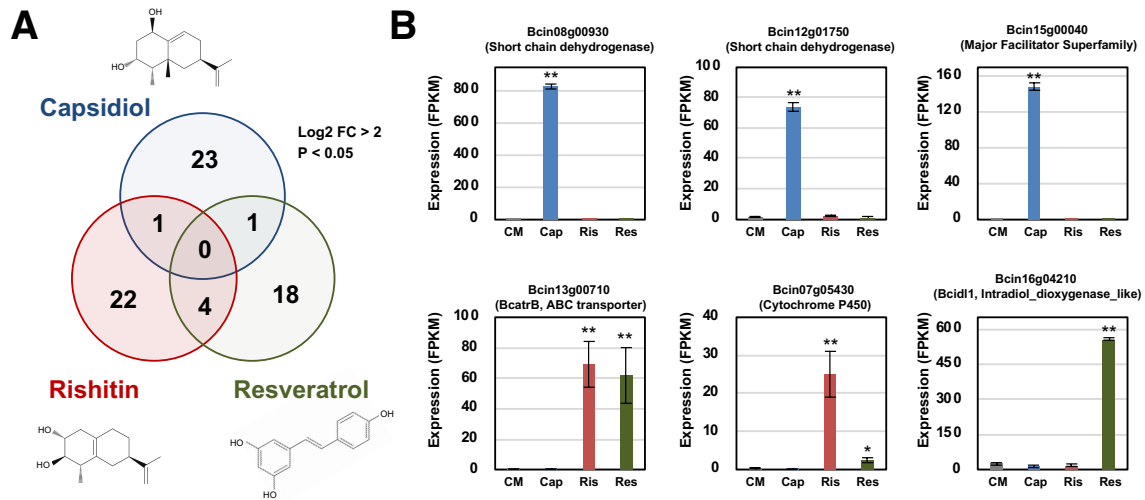 A
OH
HO
Capsidiol
Log2 FC > 2
P < 0.05
23
1
1
0
22
4
18
Rishitin
Resveratrol
HO
HO
OH
HO
HO
B
Bcin08g00930
(Short chain dehydrogenase)
Expression (FPKM)
800
600
400
200
0
**
CM Cap Ris Res
Bcin12g01750
(Short chain dehydrogenase)
Expression (FPKM)
100
80
60
40
20
0
**
CM Cap Ris Res
Bcin15g00040
(Major Facilitator Superfamily)
Expression (FPKM)
160
120
80
40
0
**
CM Cap Ris Res
Bcin13g00710
(BcatrB, ABC transporter)
Expression (FPKM)
100
80
60
40
20
0
** **
CM Cap Ris Res
Bcin07g05430
(Cytochrome P450)
Expression (FPKM)
40
30
20
10
0
**
*
CM Cap Ris Res
Bcin16g04210
(Bcidl1, Intradiol_dioxygenase_like)
Expression (FPKM)
600
450
300
150
0
**
CM Cap Ris Res